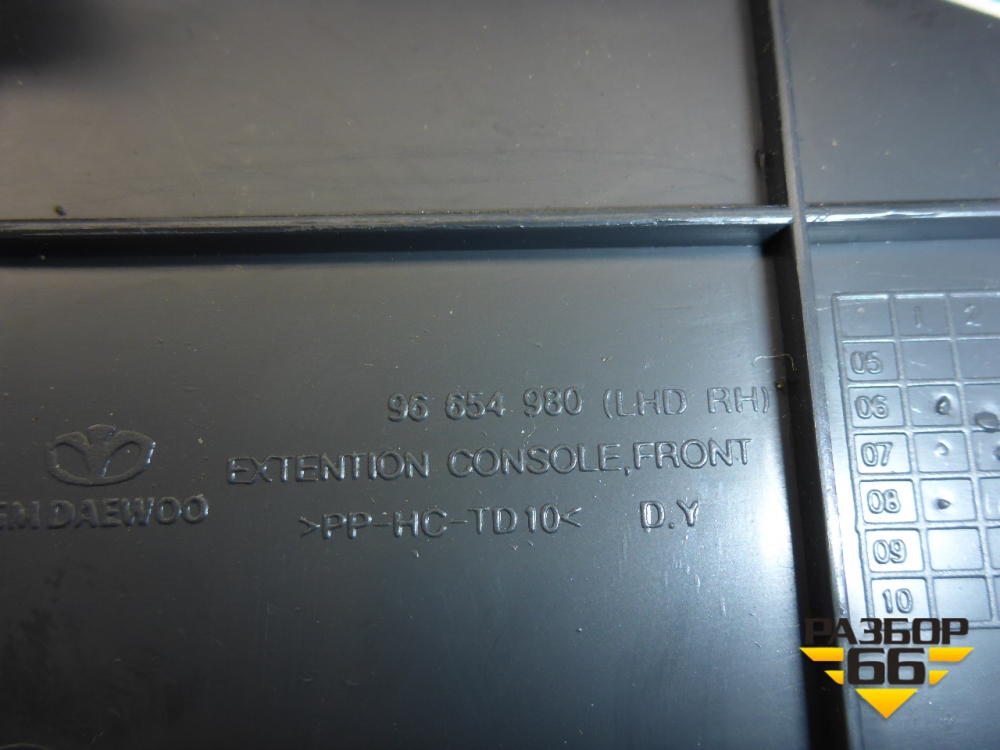 96 654 980 (LHD RH)
EXTENTION CONSOLE,FRONT
>PP-HC-TD10< D.Y
DAEWOO
1 2
05
06
07
08
09
10
РАЗБОР
66